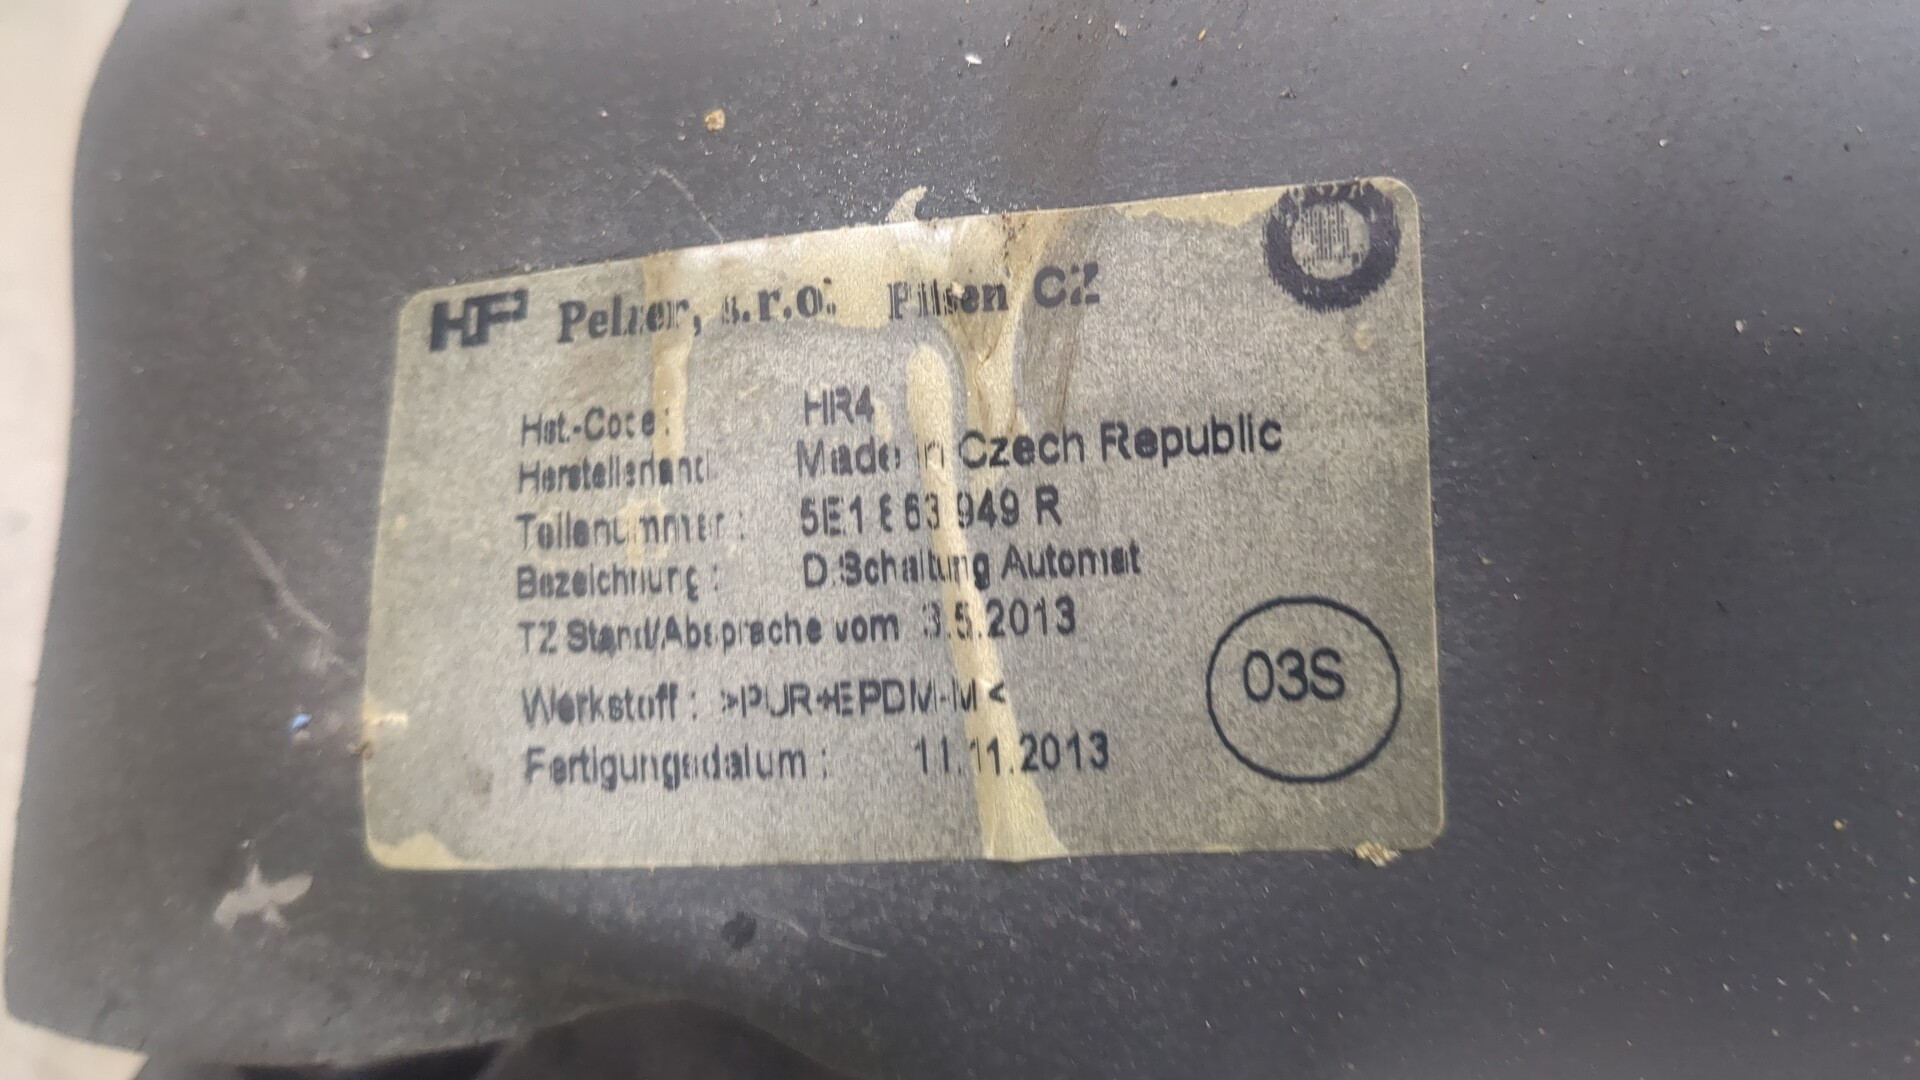 HP Pelzer, s.r.o. Pilsen CZ
Hst.-Code: HR4
Herstellerland: Made in Czech Republic
Teilenummer: 5E1 863 949 R
Bezeichnung: D.Schaltung Automat
TZ Stand/Absprache vom 3.5.2013
Werkstoff: >PUR+EPDM-M<
Fertigungsdatum: 11.11.2013
03S